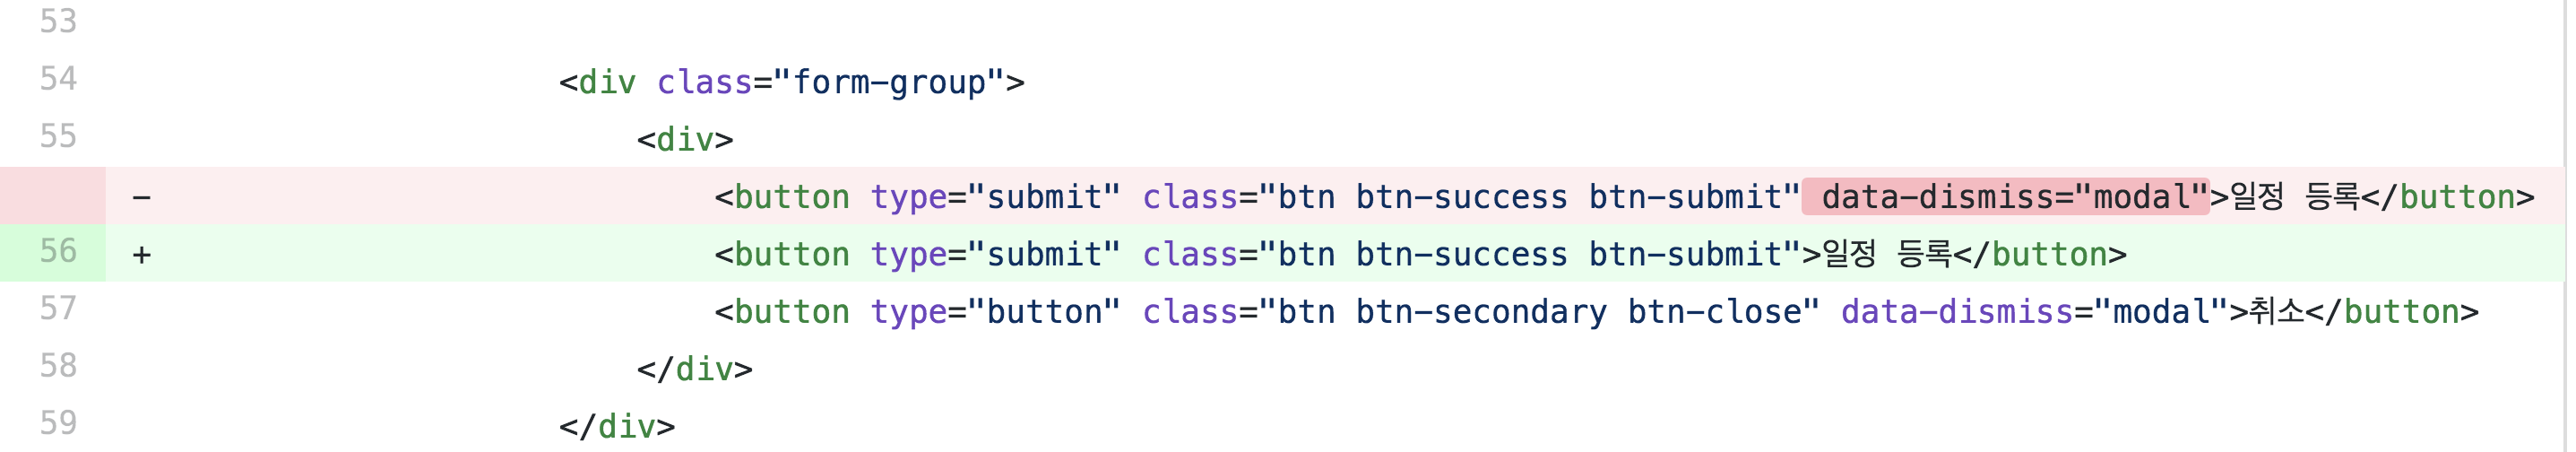 53
54 <div class="form-group">
55 <div>
- <button type="submit" class="btn btn-success btn-submit" data-dismiss="modal">일정 등록</button>
56 + <button type="submit" class="btn btn-success btn-submit">일정 등록</button>
57 <button type="button" class="btn btn-secondary btn-close" data-dismiss="modal">취소</button>
58 </div>
59 </div>